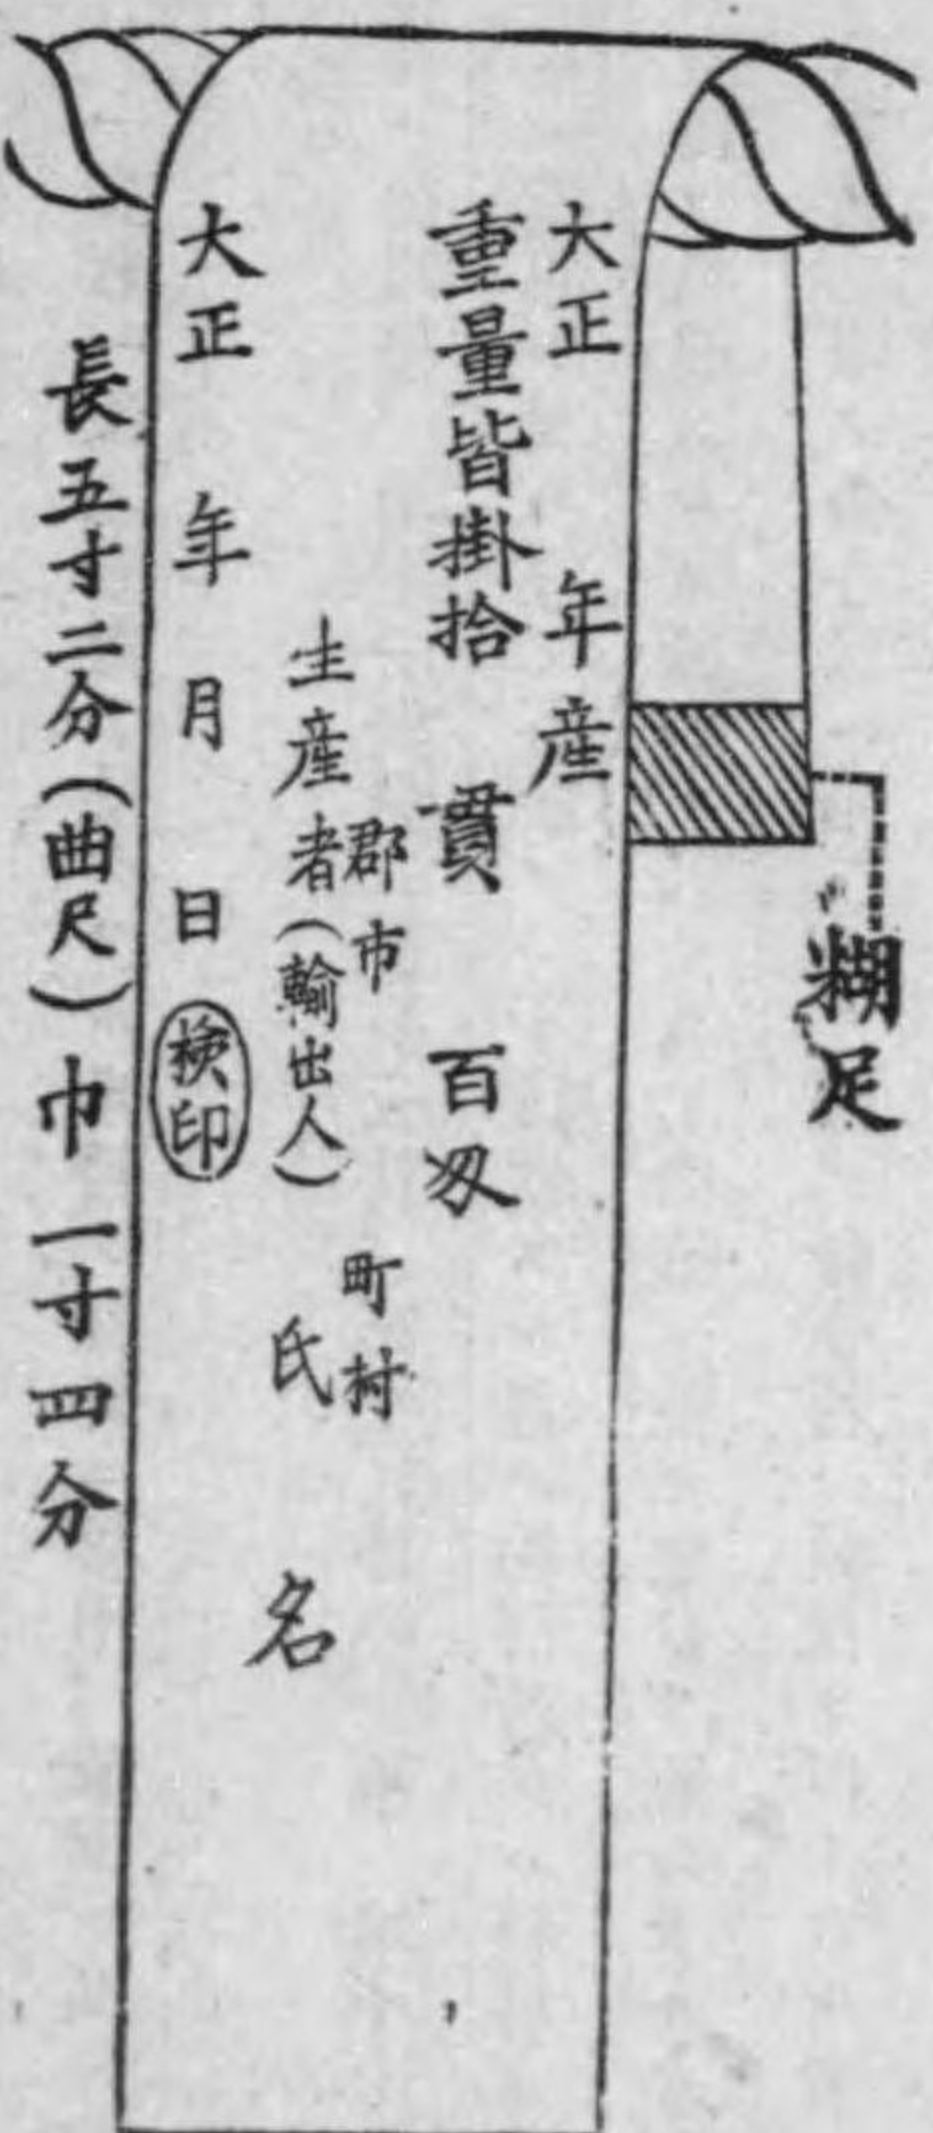 糊足
大正 年産
重量皆掛拾 貫 百匁
郡市 町村
生産者(輸出人) 氏 名
大正 年 月 日 検印
長五寸二分(曲尺)巾一寸四分